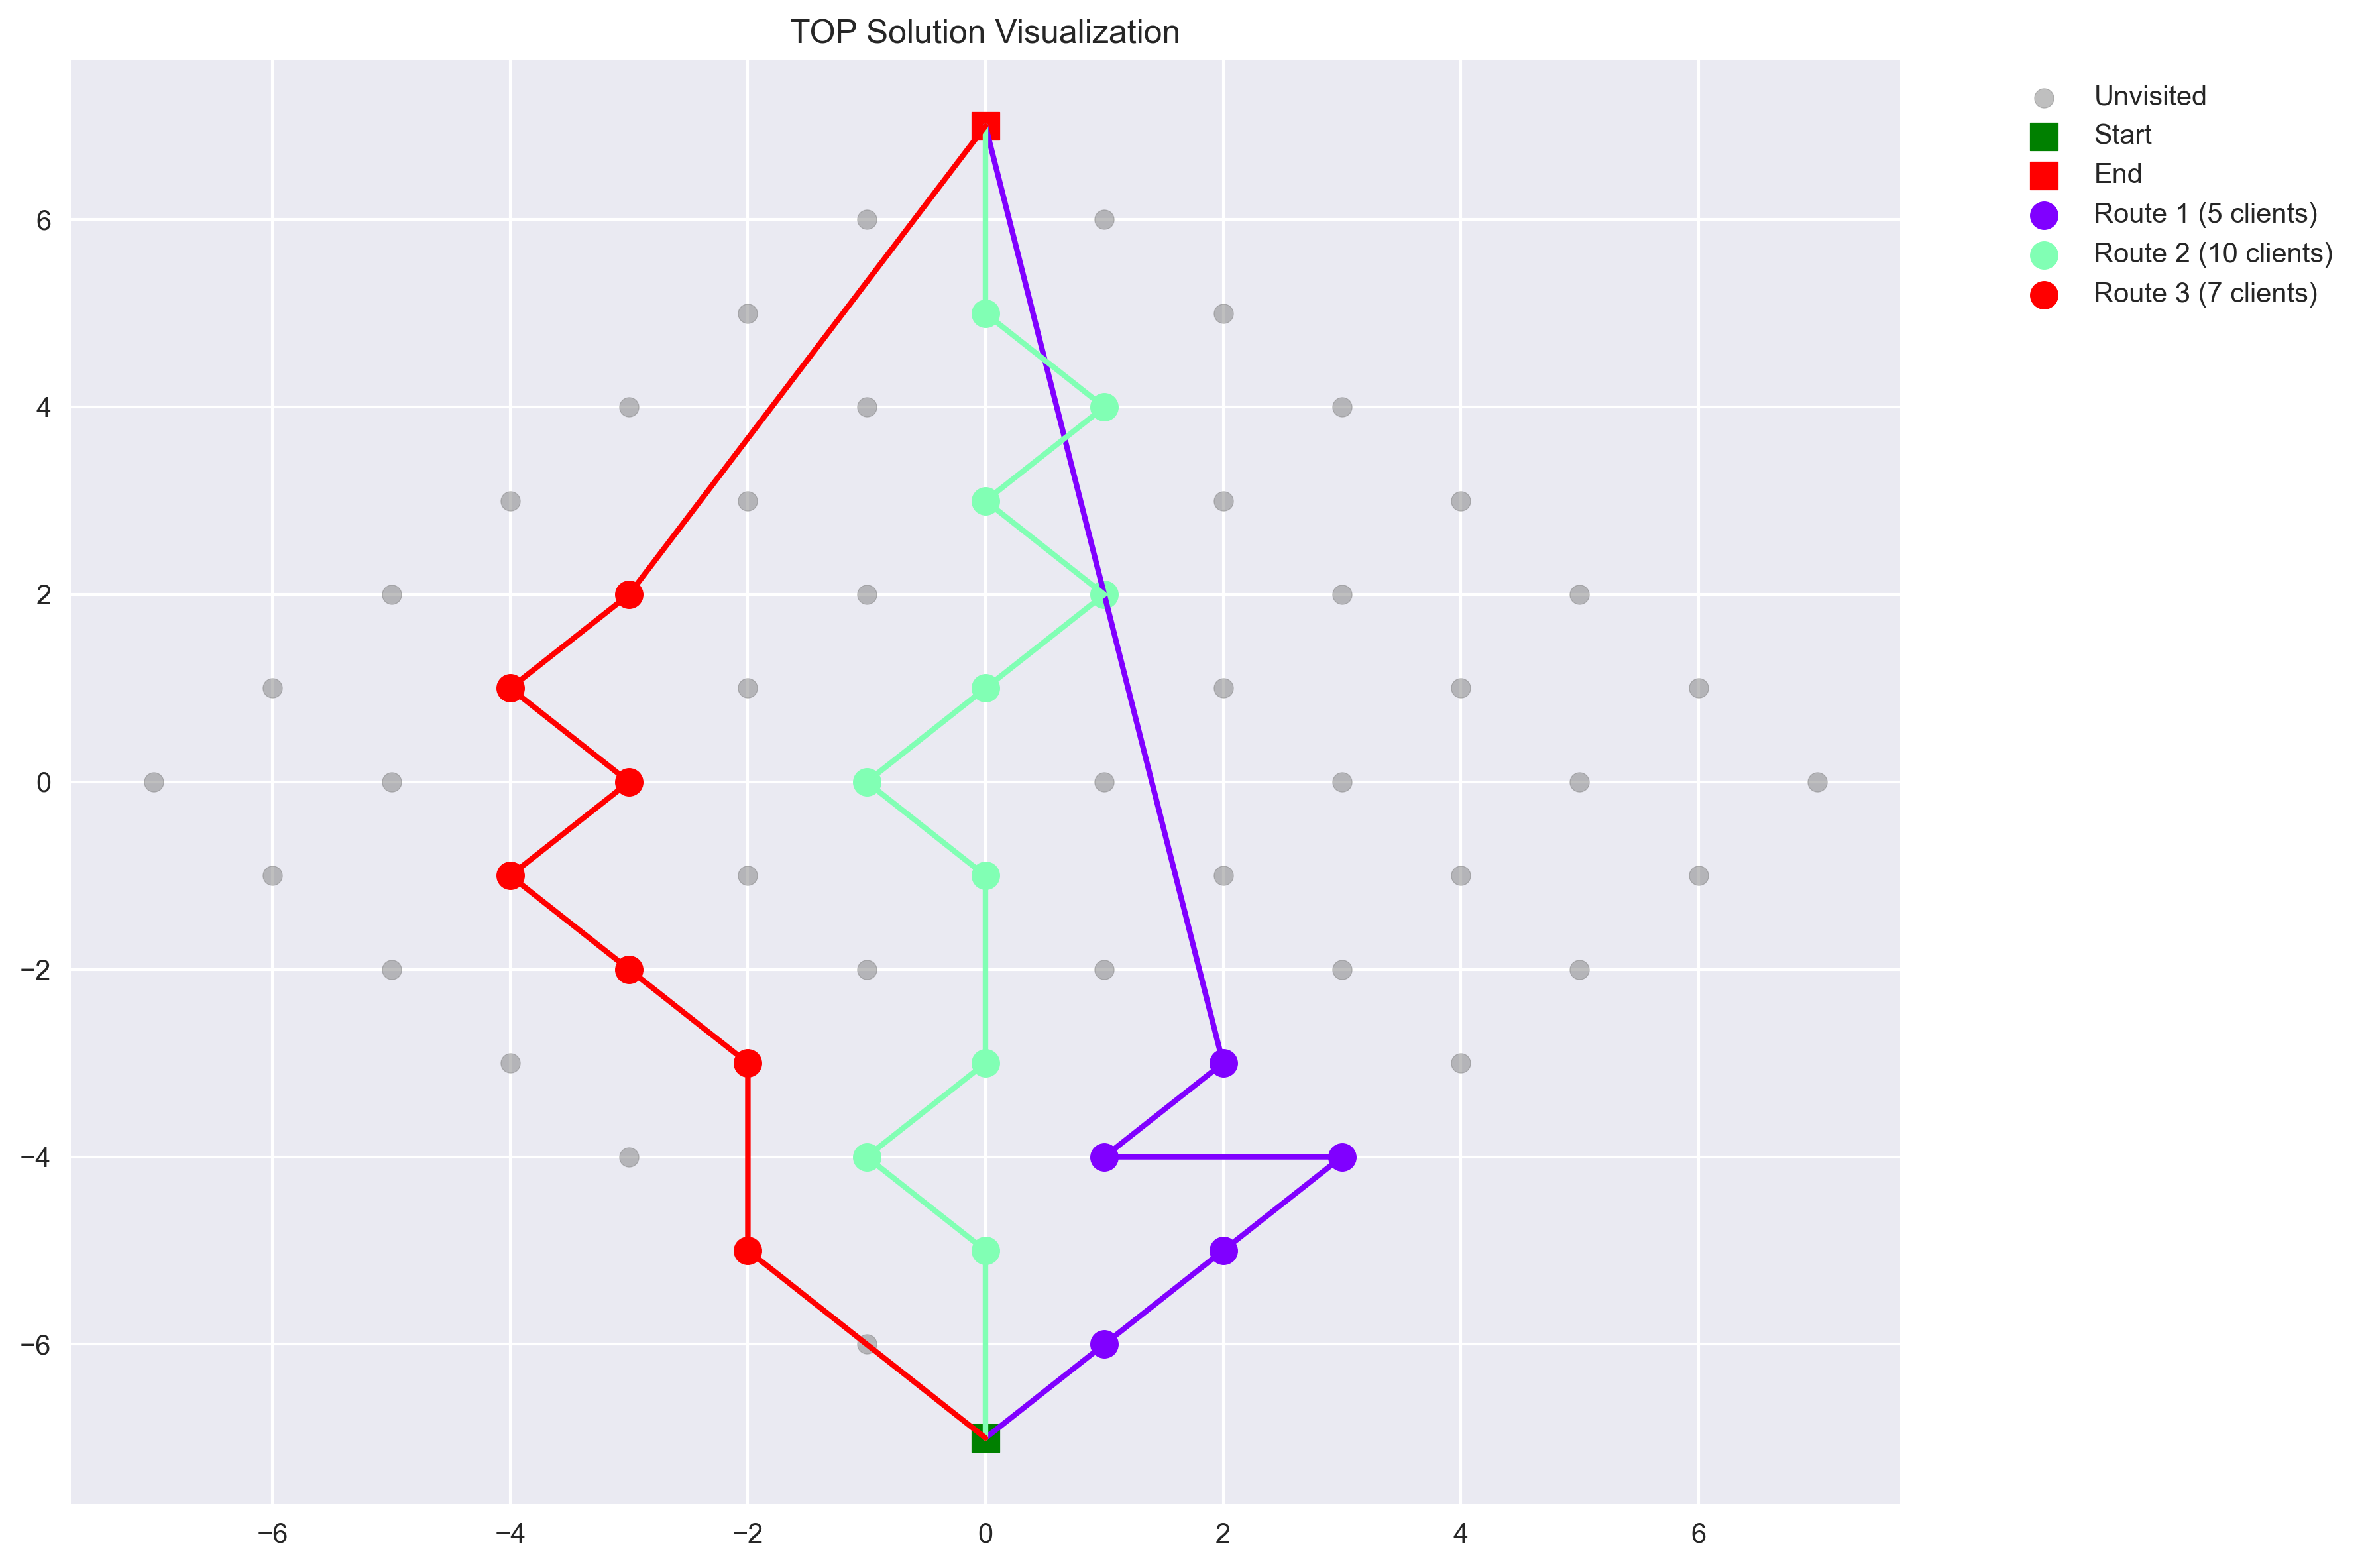 TOP Solution Visualization
Unvisited
Start
End
Route 1 (5 clients)
Route 2 (10 clients)
Route 3 (7 clients)
6
4
2
0
−2
−4
−6
−6
−4
−2
0
2
4
6